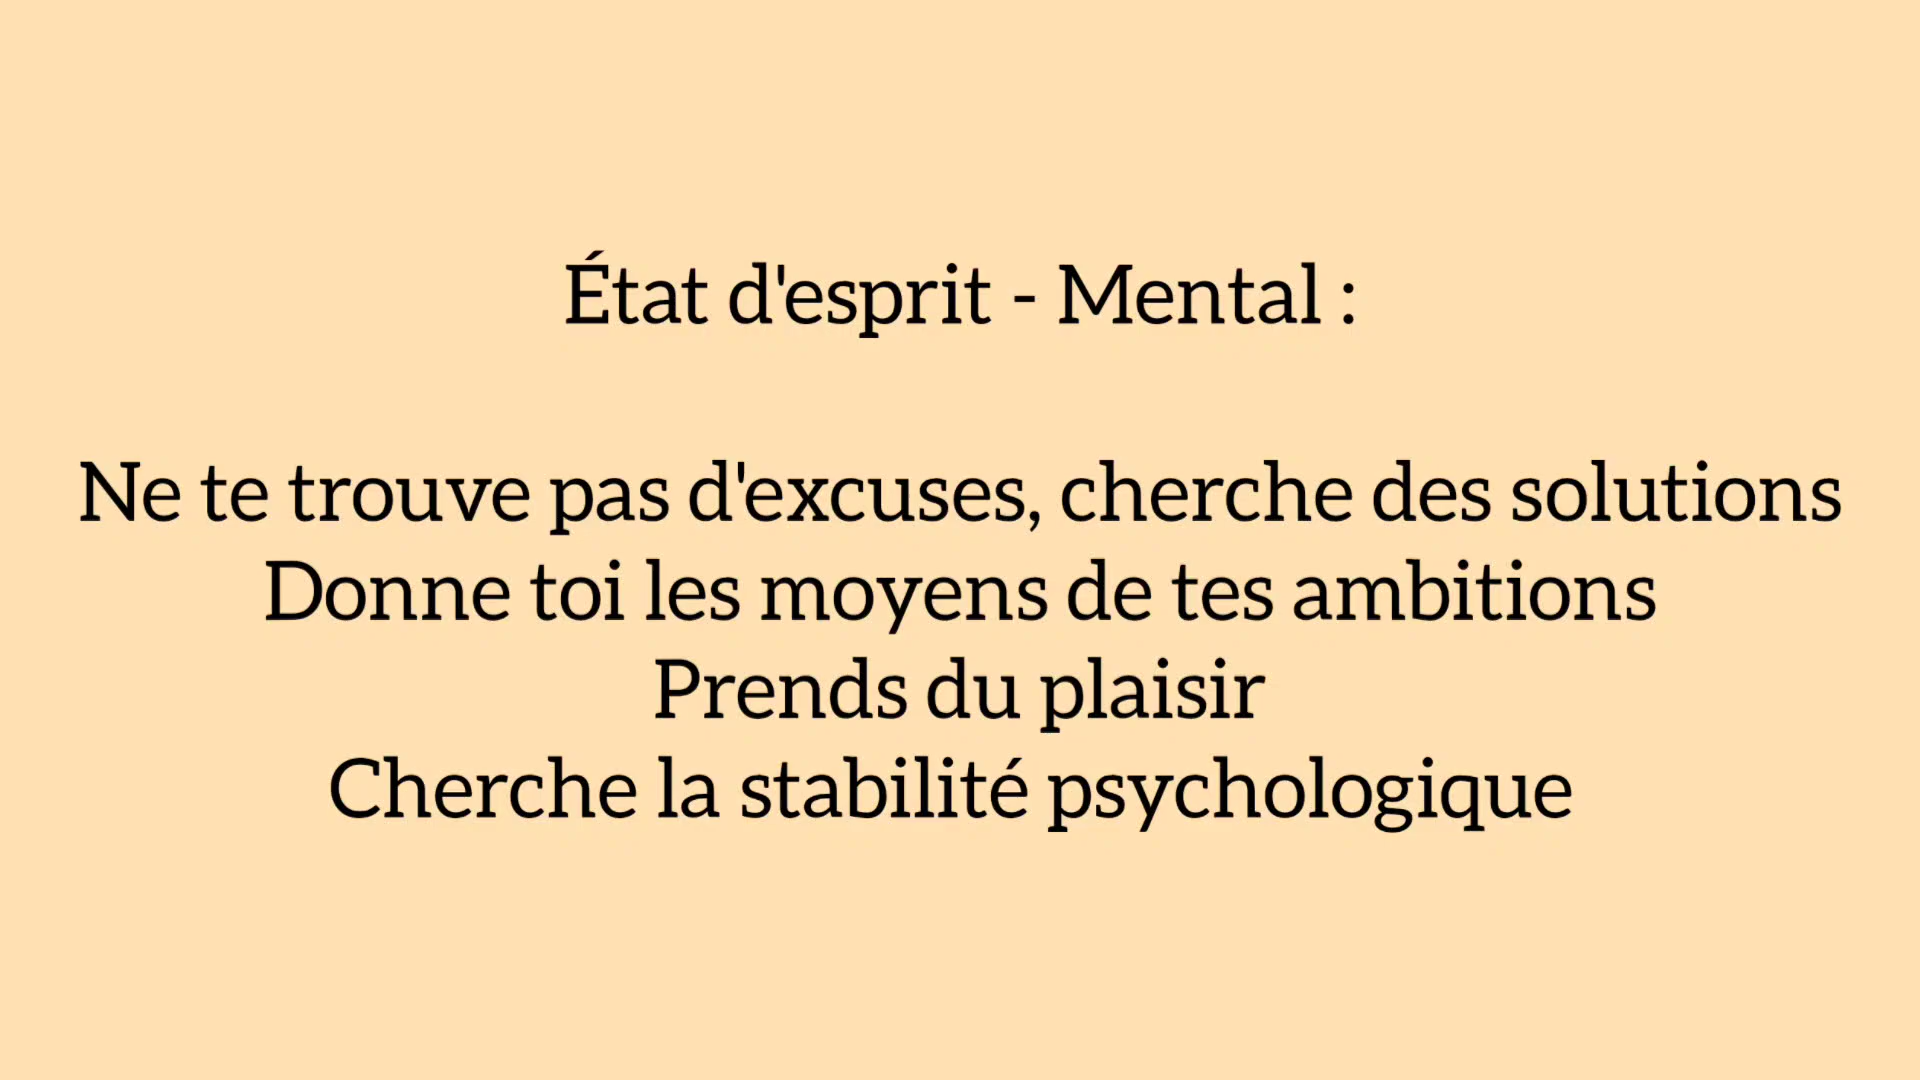 État d'esprit - Mental :
Ne te trouve pas d'excuses, cherche des solutions
Donne toi les moyens de tes ambitions
Prends du plaisir
Cherche la stabilité psychologique